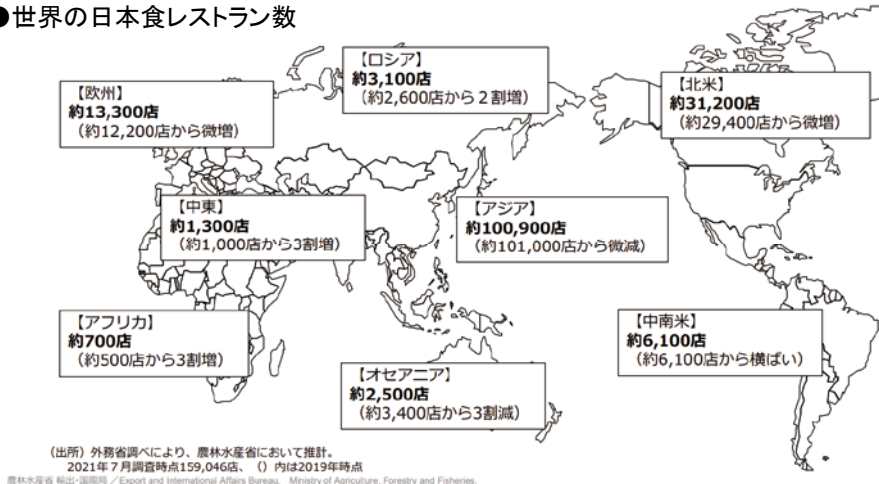 ●世界の日本食レストラン数
【ロシア】
約3,100店
（約2,600店から２割増）
【欧州】
約13,300店
（約12,200店から微増）
【北米】
約31,200店
（約29,400店から微増）
【中東】
約1,300店
（約1,000店から3割増）
【アジア】
約100,900店
（約101,000店から微減）
【アフリカ】
約700店
（約500店から3割増）
【オセアニア】
約2,500店
（約3,400店から3割減）
【中南米】
約6,100店
（約6,100店から横ばい）
（出所）外務省調べにより、農林水産省において推計。
2021年７月調査時点159,046店、（）内は2019年時点
農林水産省 輸出・国際局 ／Export and International Affairs Bureau, Ministry of Agriculture, Forestry and Fisheries.